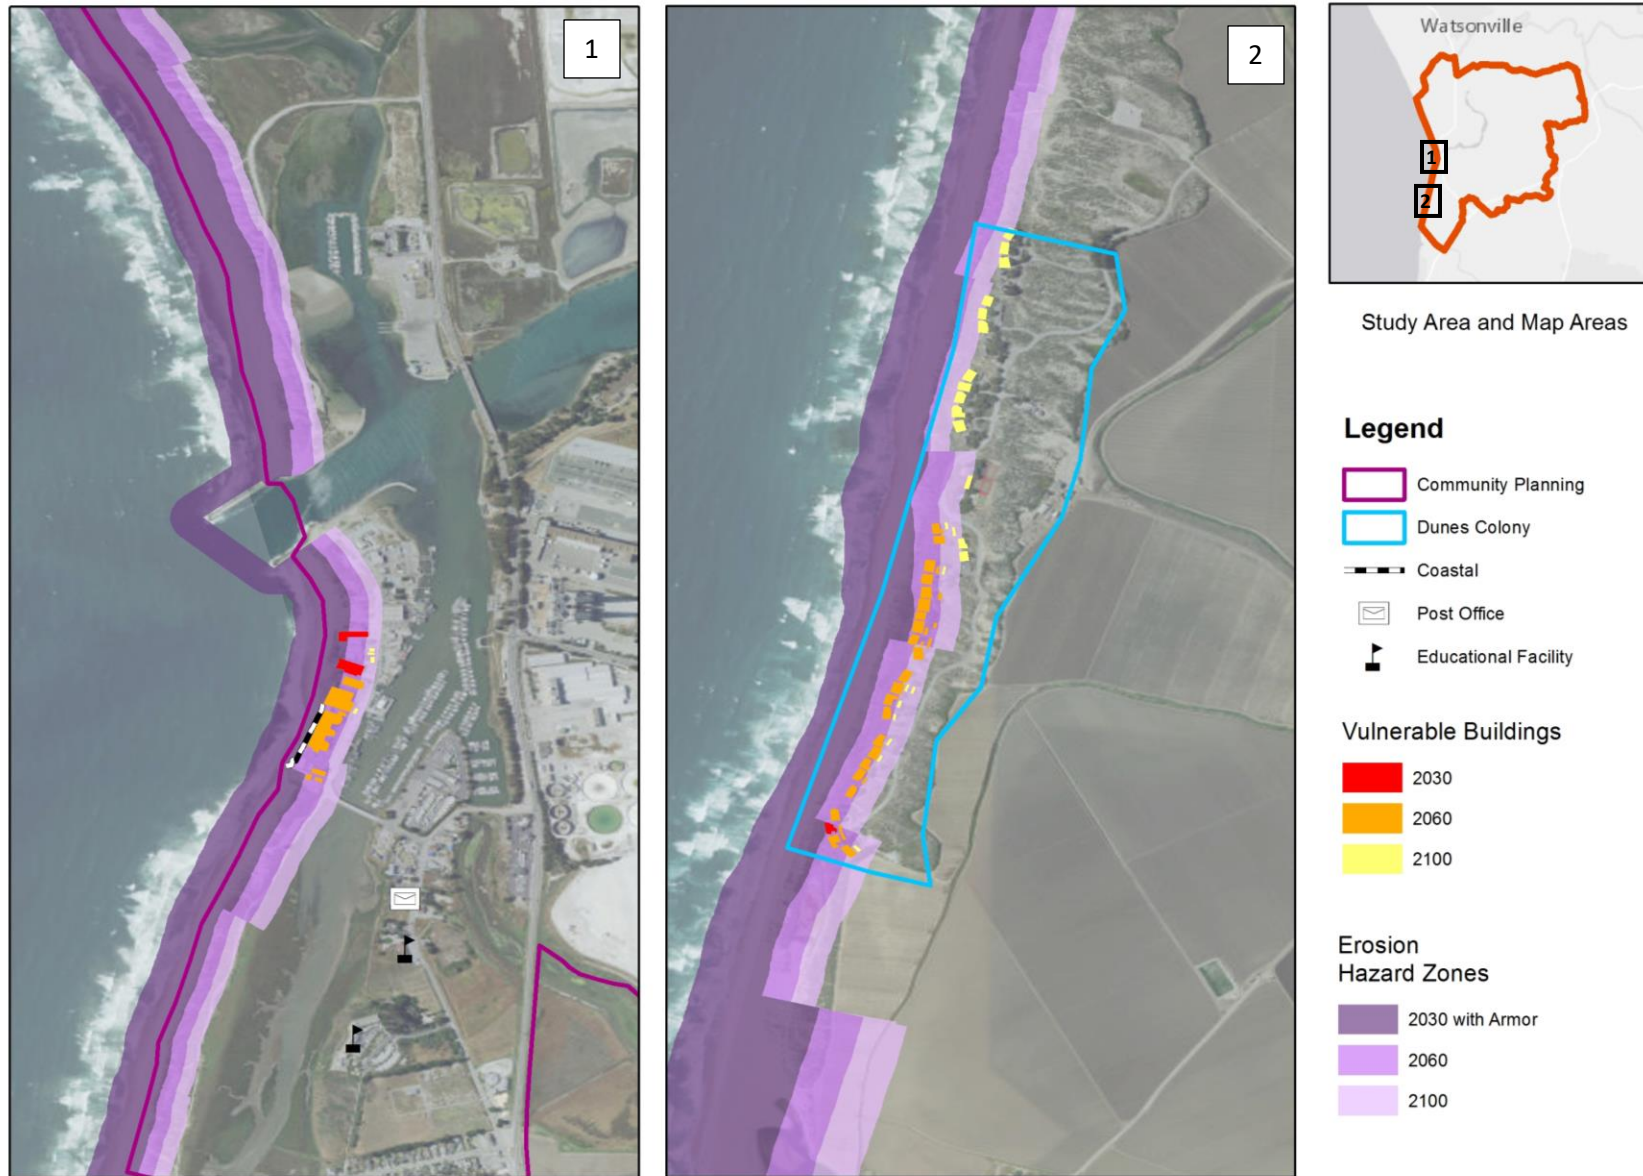 1
2
Watsonville
1
2
Study Area and Map Areas
Legend
Community Planning
Dunes Colony
Coastal
Post Office
Educational Facility
Vulnerable Buildings
2030
2060
2100
Erosion
Hazard Zones
2030 with Armor
2060
2100